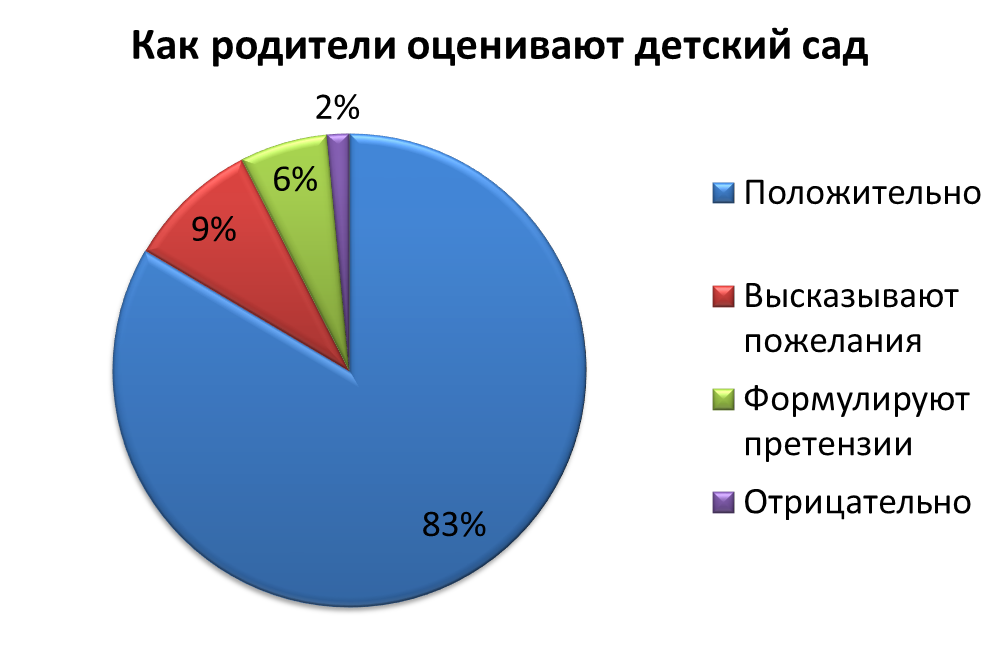 Как родители оценивают детский сад
2%
6%
9%
83%
Положительно
Высказывают
пожелания
Формулируют
претензии
Отрицательно